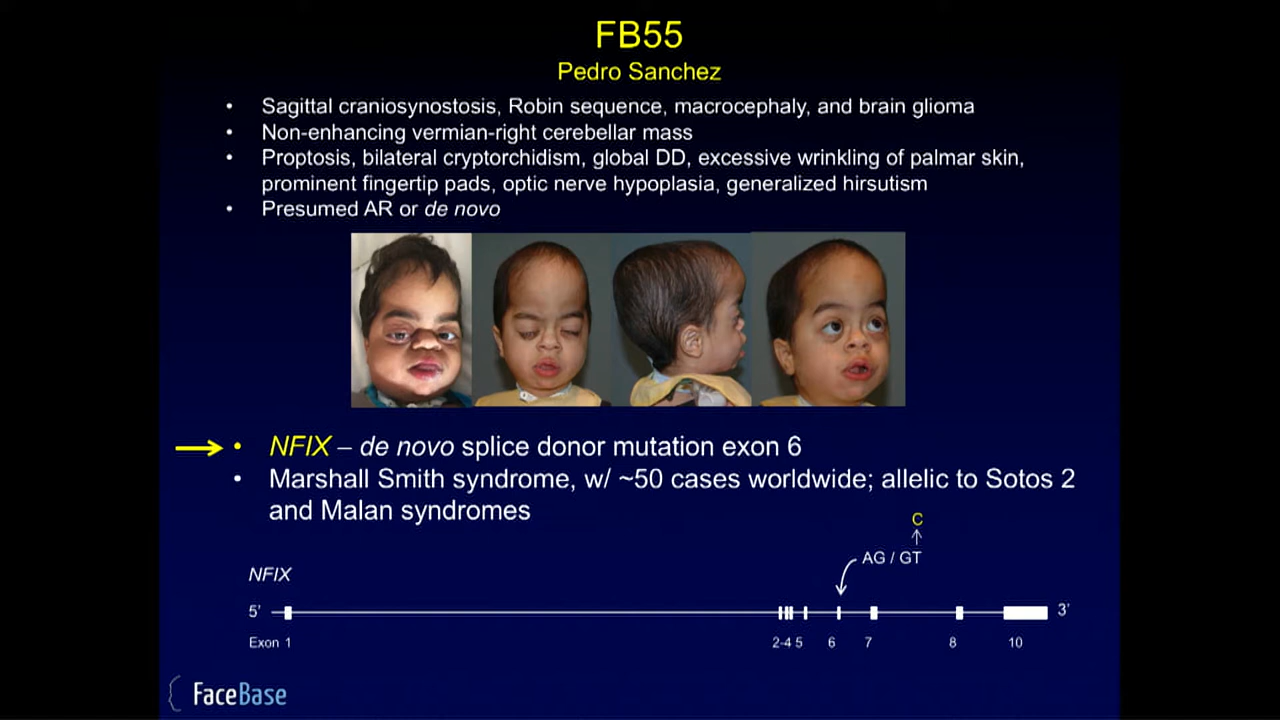 FB55
Pedro Sanchez
• Sagittal craniosynostosis, Robin sequence, macrocephaly, and brain glioma
• Non-enhancing vermian-right cerebellar mass
• Proptosis, bilateral cryptorchidism, global DD, excessive wrinkling of palmar skin,
prominent fingertip pads, optic nerve hypoplasia, generalized hirsutism
• Presumed AR or de novo
• NFIX – de novo splice donor mutation exon 6
• Marshall Smith syndrome, w/ ~50 cases worldwide; allelic to Sotos 2
and Malan syndromes
C
AG / GT
NFIX
5' 3'
Exon 1 2-4 5 6 7 8 10
FaceBase